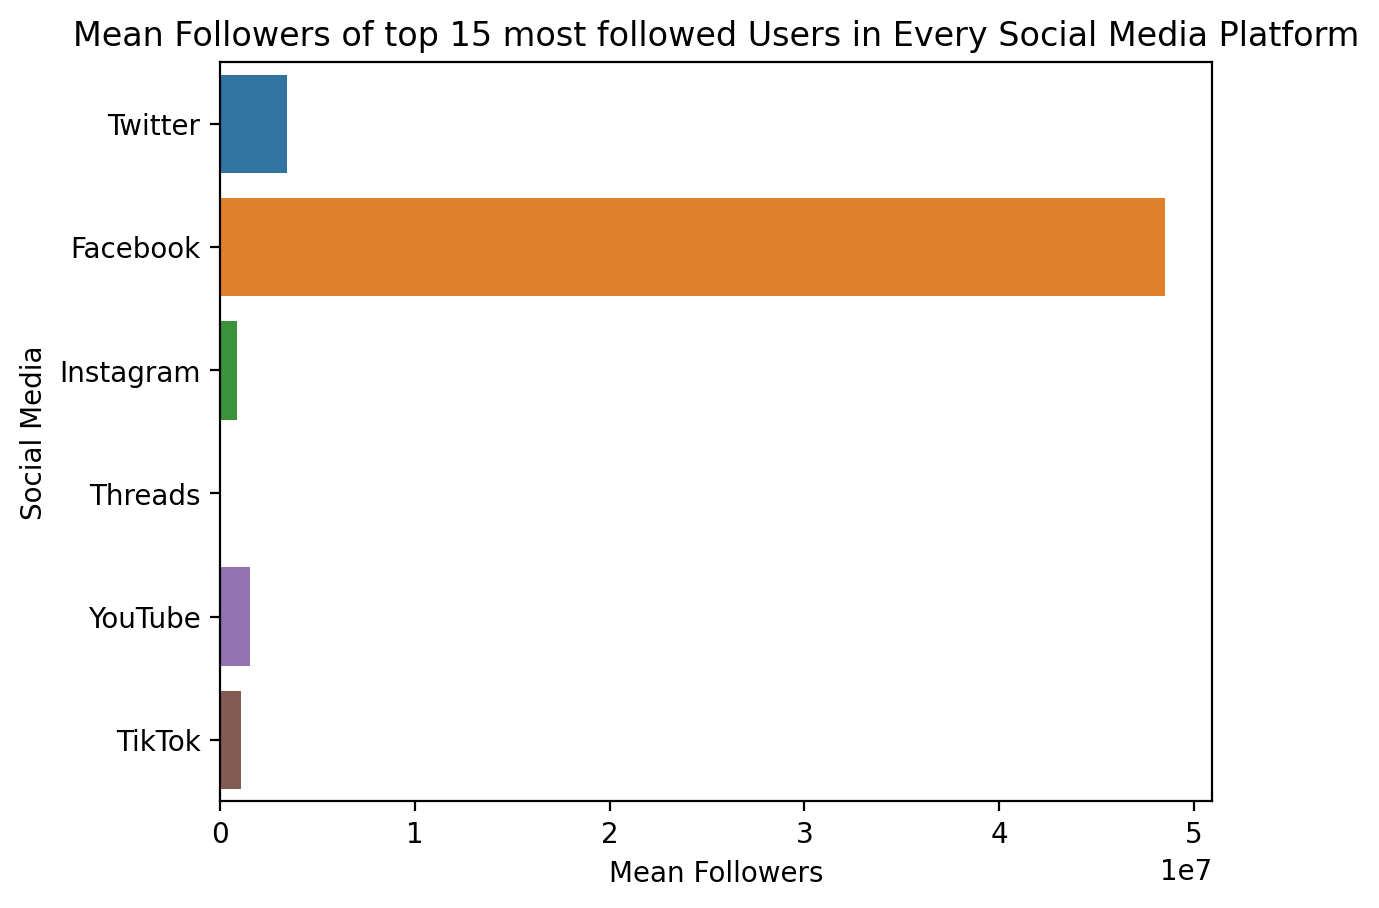 Mean Followers of top 15 most followed Users in Every Social Media Platform
Twitter
Facebook
Instagram
Threads
YouTube
TikTok
Social Media
0 1 2 3 4 5
1e7
Mean Followers